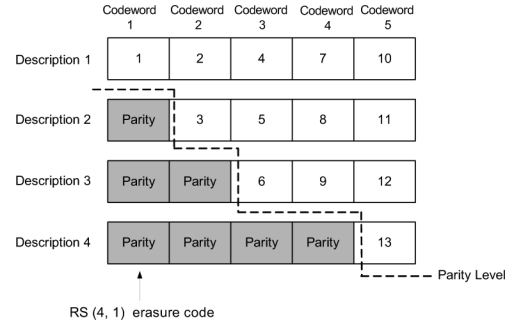 Codeword 1 Codeword 2 Codeword 3 Codeword 4 Codeword 5
Description 1 1 2 4 7 10
Description 2 Parity 3 5 8 11
Description 3 Parity Parity 6 9 12
Description 4 Parity Parity Parity Parity 13
Parity Level
RS (4, 1) erasure code